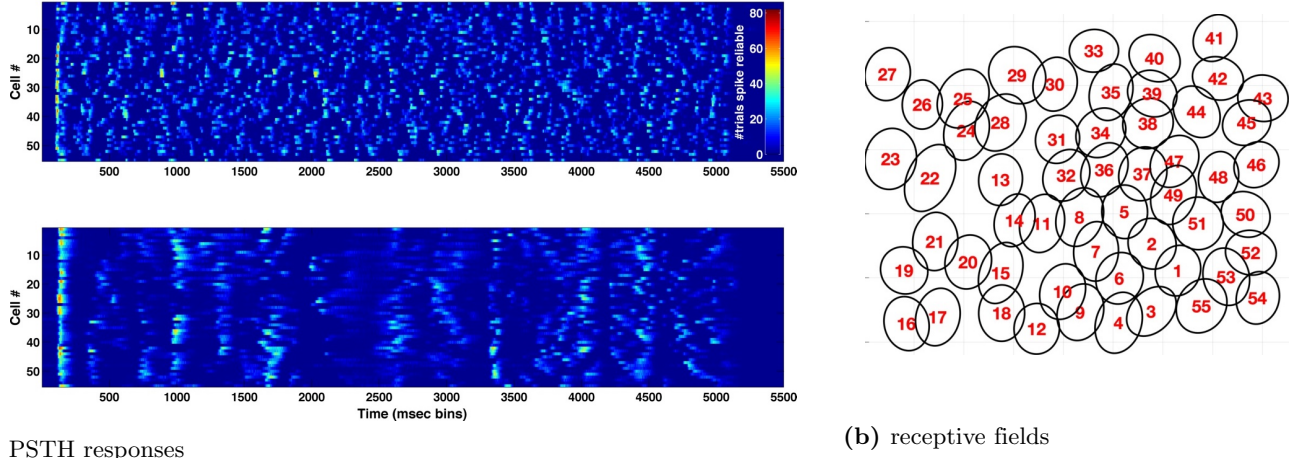 Cell #
10
20
30
40
50
#trials spike reliable
80
60
40
20
0
500 1000 1500 2000 2500 3000 3500 4000 4500 5000 5500
Cell #
10
20
30
40
50
500 1000 1500 2000 2500 3000 3500 4000 4500 5000 5500
Time (msec bins)
PSTH responses
41
33 40
27 29 30 42
26 25 35 39 43
24 28 34 38 44 45
31
23 22 13 32 36 37 47 48 46
49
14 11 8 5 51 50
21 7 2 52
19 20 15 6 1 53
10 54
16 17 18 12 9 4 3 55
(b) receptive fields